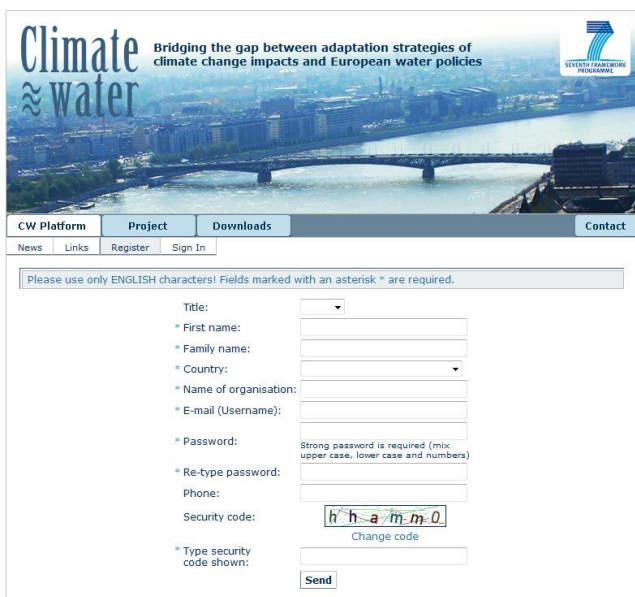 Climate
≈ water
Bridging the gap between adaptation strategies of
climate change impacts and European water policies
7
SEVENTH FRAMEWORK
PROGRAMME
CW Platform Project Downloads Contact
News Links Register Sign In
Please use only ENGLISH characters! Fields marked with an asterisk * are required.
Title:
* First name:
* Family name:
* Country:
* Name of organisation:
* E-mail (Username):
* Password:
Strong password is required (mix
upper case, lower case and numbers)
* Re-type password:
Phone:
Security code: hhammO
Change code
* Type security
code shown:
Send